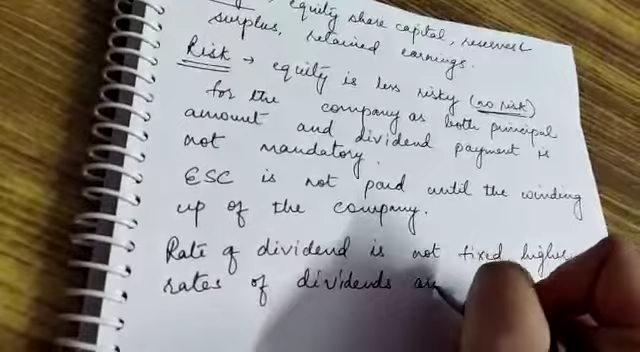 equity share capital, reserves &
surplus, retained earnings.
Risk → equity is less risky (no risk)
for the company as both principal
amount and dividend payment is
not mandatory.
ESC is not paid until the winding
up of the company.
Rate of dividend is not fixed higher
rates of dividends are